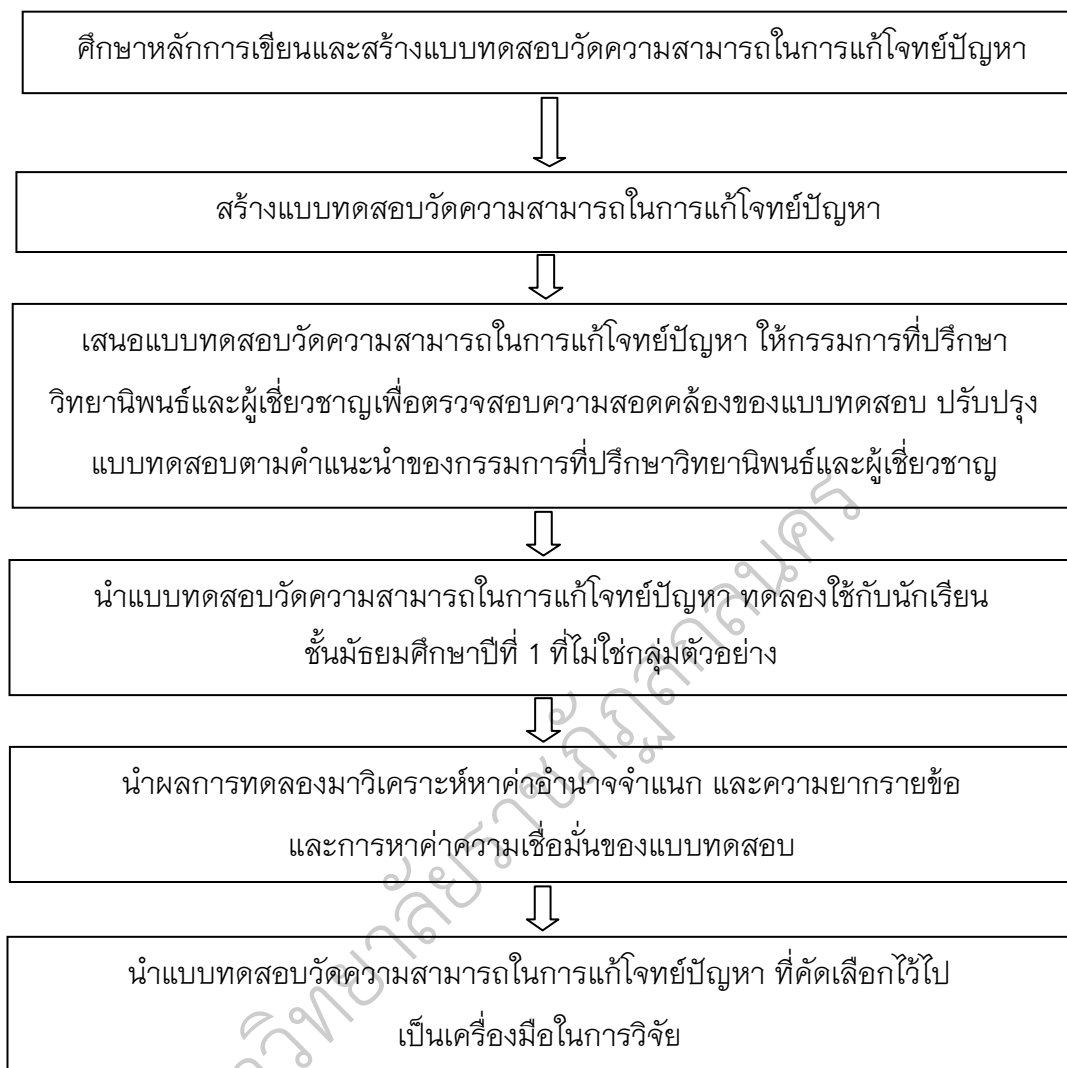 ศึกษาหลักการเขียนและสร้างแบบทดสอบวัดความสามารถในการแก้โจทย์ปัญหา
สร้างแบบทดสอบวัดความสามารถในการแก้โจทย์ปัญหา
เสนอแบบทดสอบวัดความสามารถในการแก้โจทย์ปัญหา ให้กรรมการที่ปรึกษา
วิทยานิพนธ์และผู้เชี่ยวชาญเพื่อตรวจสอบความสอดคล้องของแบบทดสอบ ปรับปรุง
แบบทดสอบตามคำแนะนำของกรรมการที่ปรึกษาวิทยานิพนธ์และผู้เชี่ยวชาญ
นำแบบทดสอบวัดความสามารถในการแก้โจทย์ปัญหา ทดลองใช้กับนักเรียน
ชั้นมัธยมศึกษาปีที่ 1 ที่ไม่ใช่กลุ่มตัวอย่าง
นำผลการทดลองมาวิเคราะห์หาค่าอำนาจจำแนก และความยากรายข้อ
และการหาค่าความเชื่อมั่นของแบบทดสอบ
นำแบบทดสอบวัดความสามารถในการแก้โจทย์ปัญหา ที่คัดเลือกไว้ไป
เป็นเครื่องมือในการวิจัย
วิทยาลัยราชภัฏสกลนคร